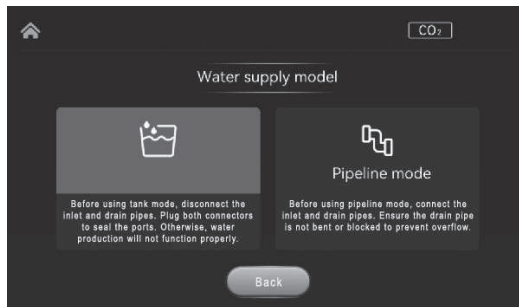 CO₂
Water supply model
Pipeline mode
Before using tank mode, disconnect the
inlet and drain pipes. Plug both connectors
to seal the ports. Otherwise, water
production will not function properly.
Before using pipeline mode, connect the
inlet and drain pipes. Ensure the drain pipe
is not bent or blocked to prevent overflow.
Back